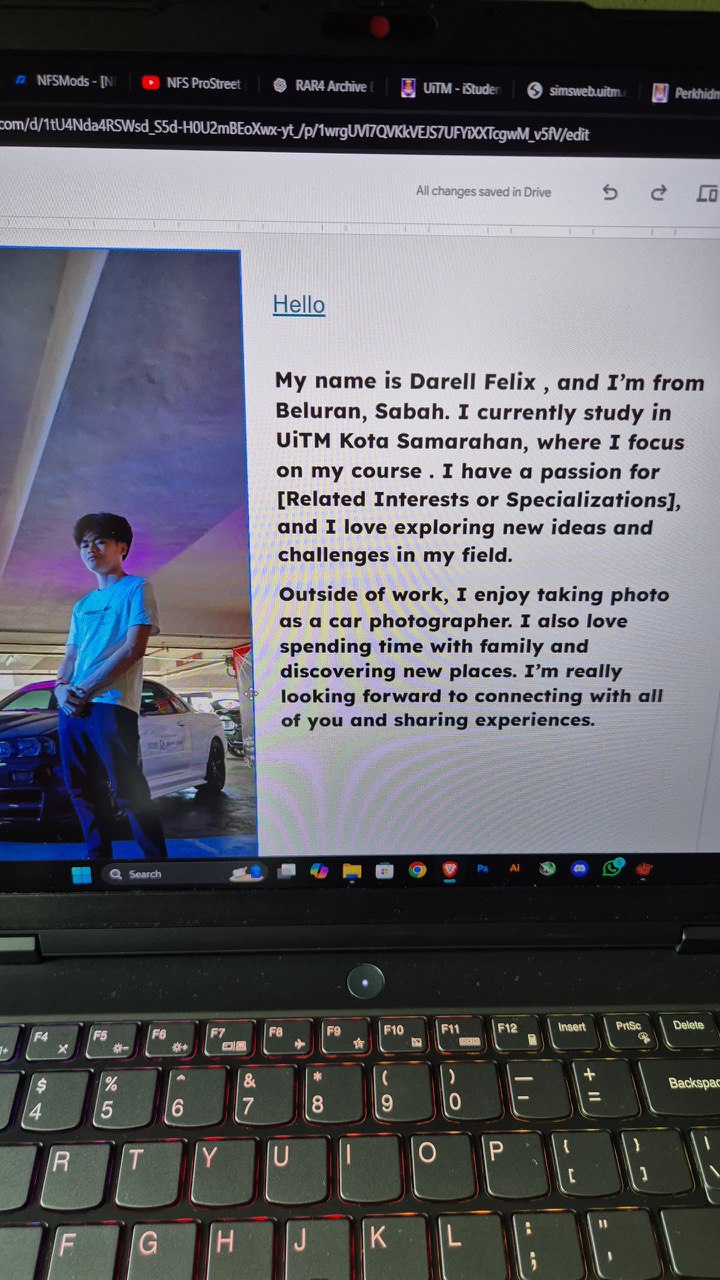 NFSMods - [N
NFS ProStreet
RAR4 Archive
UiTM - iStuden
simsweb.uitm.
Perkhidm
com/d/1tU4Nda4RSWsd_S5d-H0U2mBEoXwx-yt_/p/1wrgUVI7QVKkVEJS7UFYiXXTcgwM_v5fV/edit
All changes saved in Drive
Hello
My name is Darell Felix , and I’m from
Beluran, Sabah. I currently study in
UiTM Kota Samarahan, where I focus
on my course . I have a passion for
[Related Interests or Specializations],
and I love exploring new ideas and
challenges in my field.
Outside of work, I enjoy taking photo
as a car photographer. I also love
spending time with family and
discovering new places. I’m really
looking forward to connecting with all
of you and sharing experiences.
Search
Ps
Ai
F4 F5 F6 F7 F8 F9 F10 F11 F12 Insert PrtSc Delete
$ % ^ & * ( ) — +
4 5 6 7 8 9 0 - = Backspac
R T Y U I O P { }
[ ] \
F G H J K L : "
; '